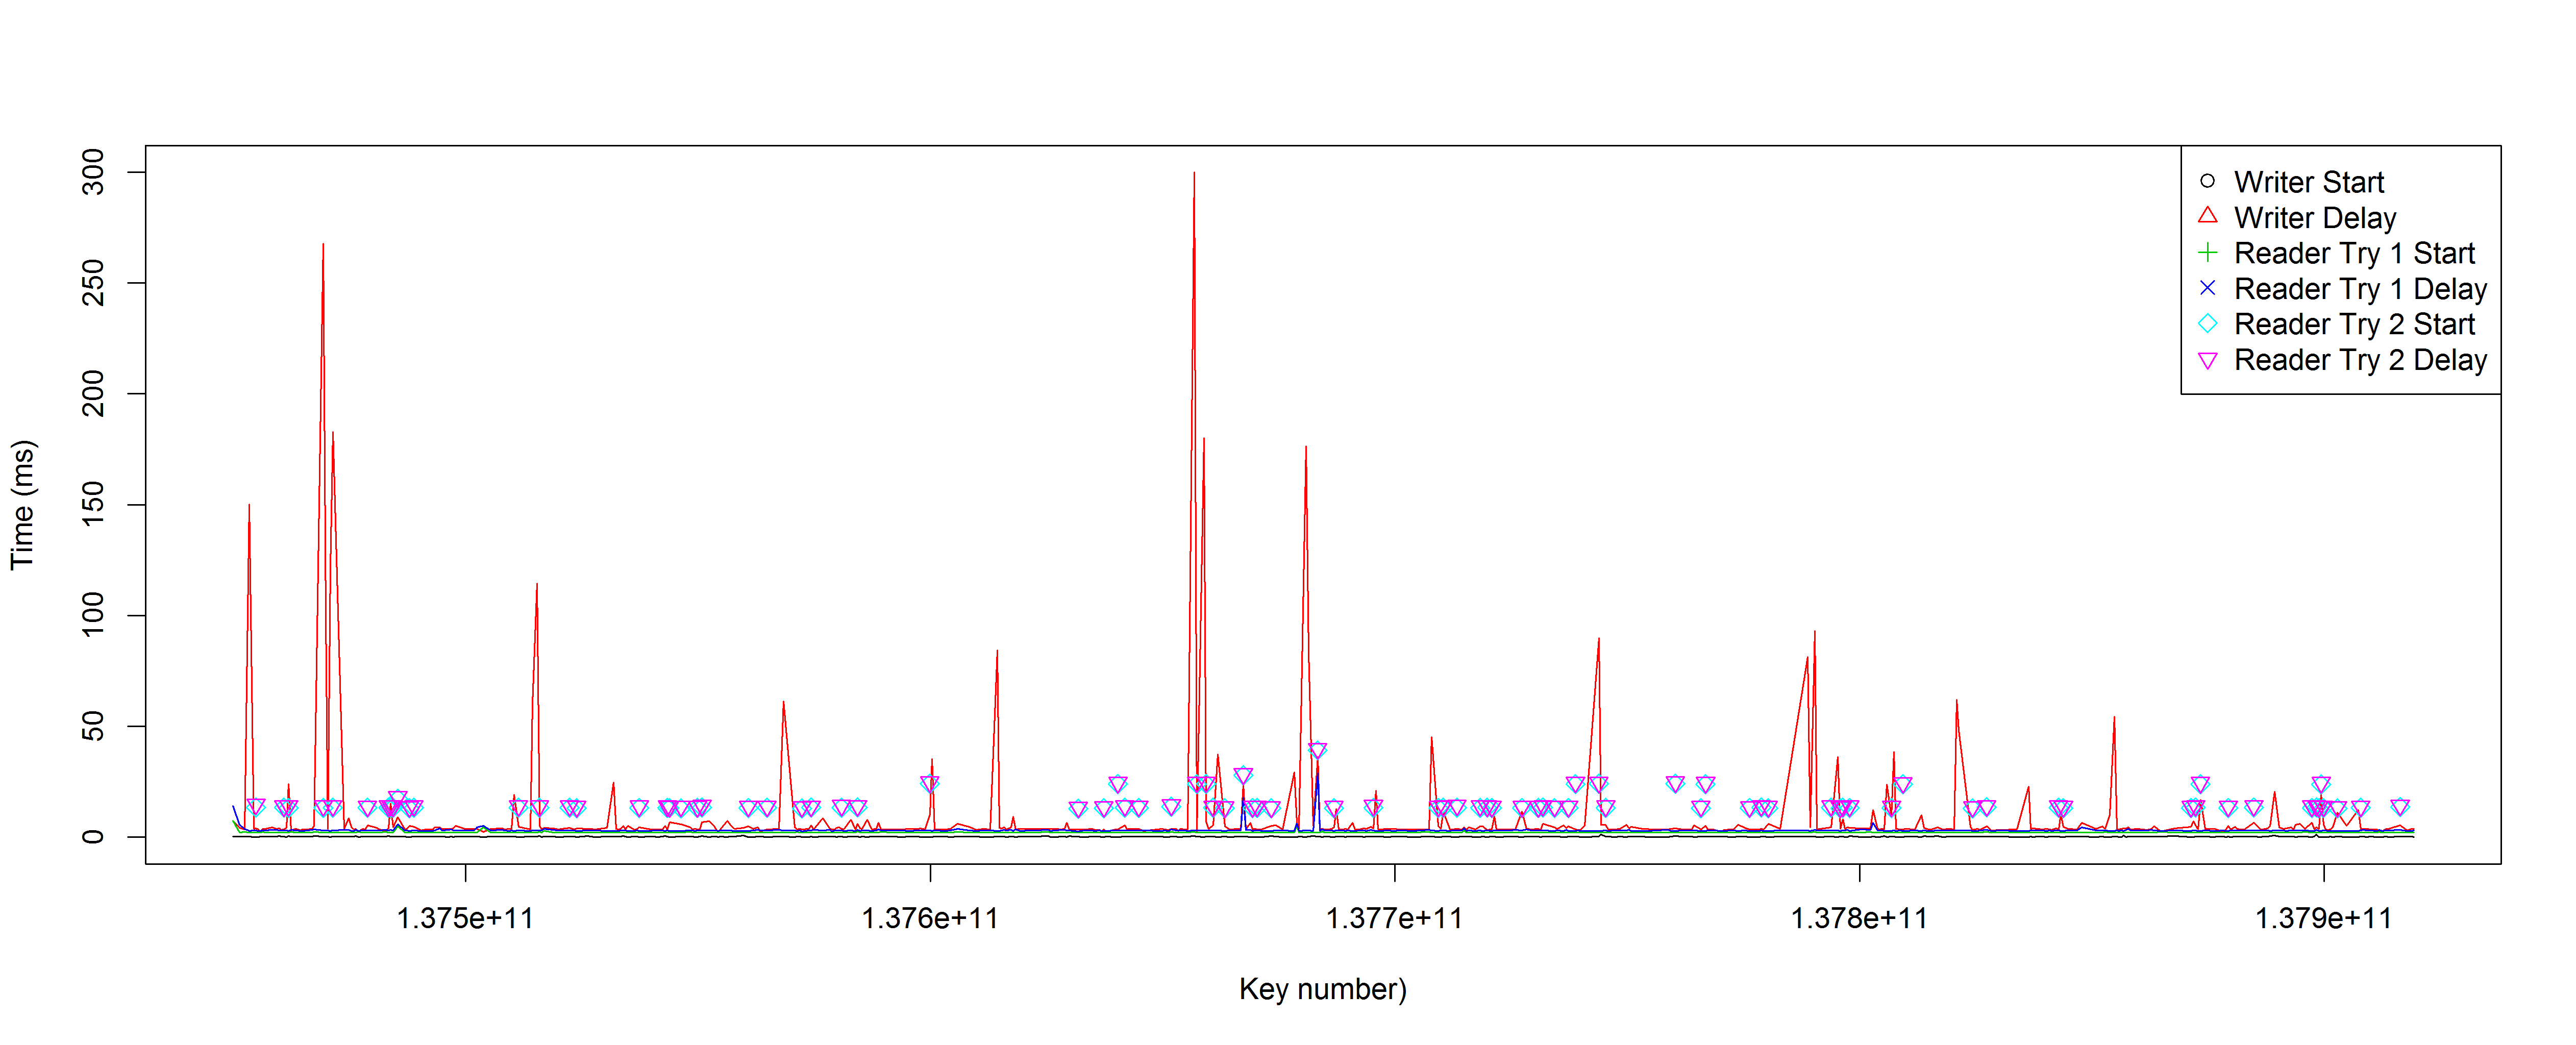 300
250
200
150
100
50
0
Time (ms)
Writer Start
Writer Delay
Reader Try 1 Start
Reader Try 1 Delay
Reader Try 2 Start
Reader Try 2 Delay
1.375e+11 1.376e+11 1.377e+11 1.378e+11 1.379e+11
Key number)